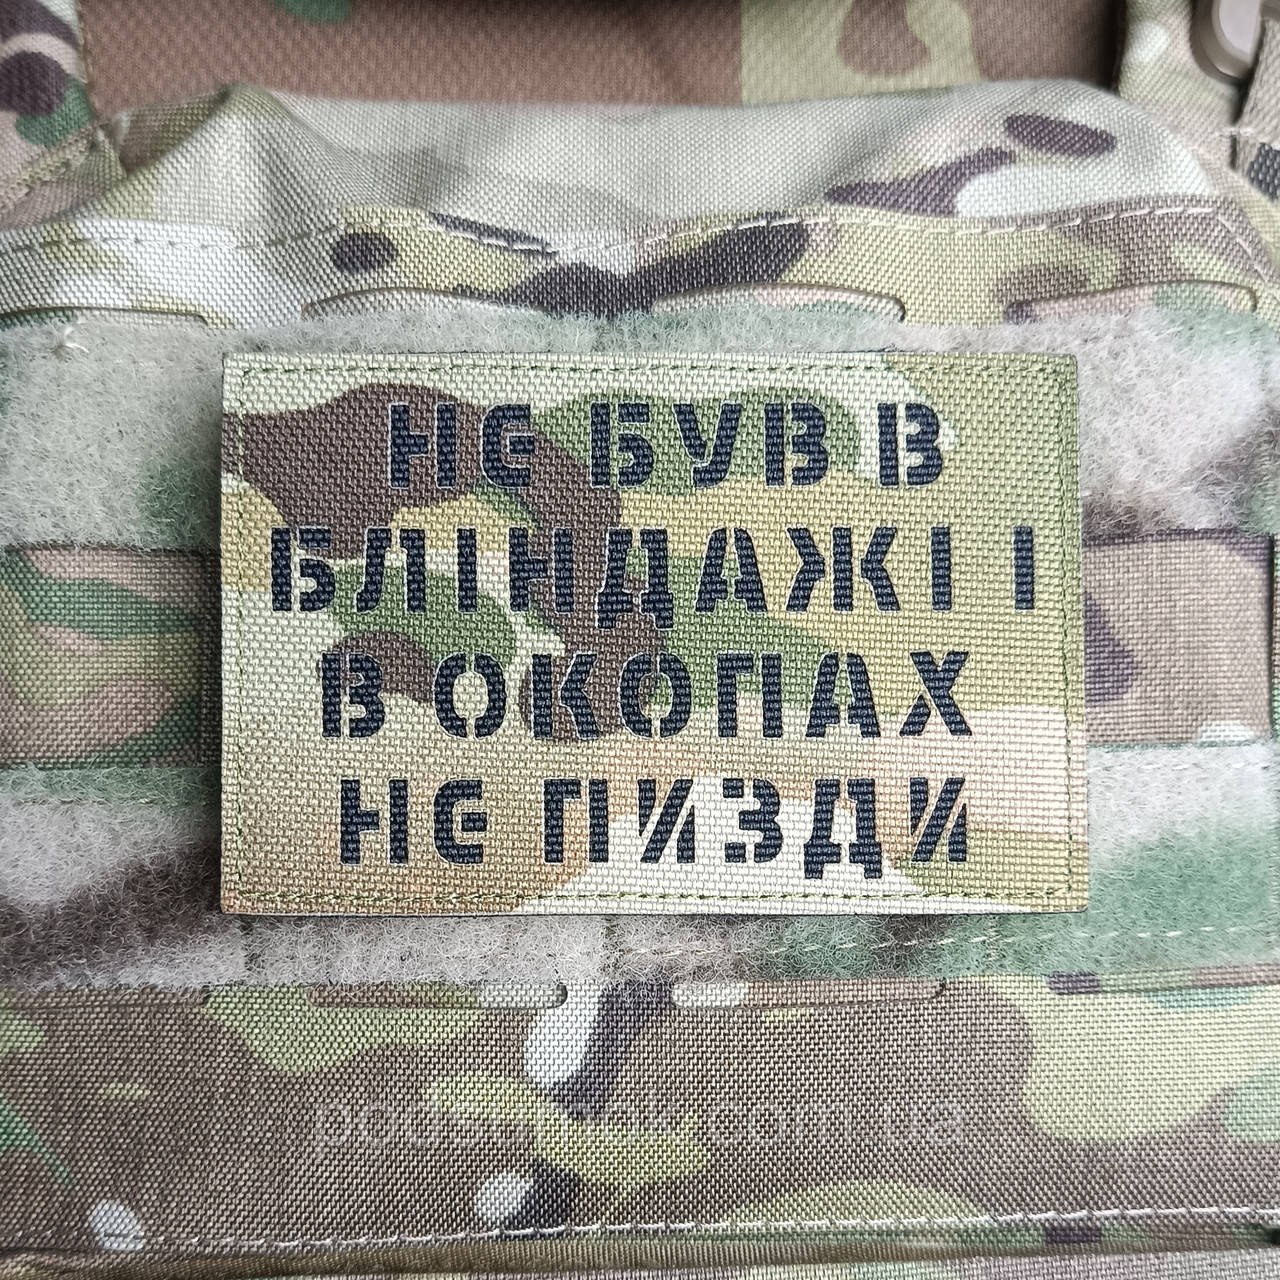 НЕ БУВ В
БЛІНДАЖІ І
В ОКОПАХ
НЕ ПИЗДИ